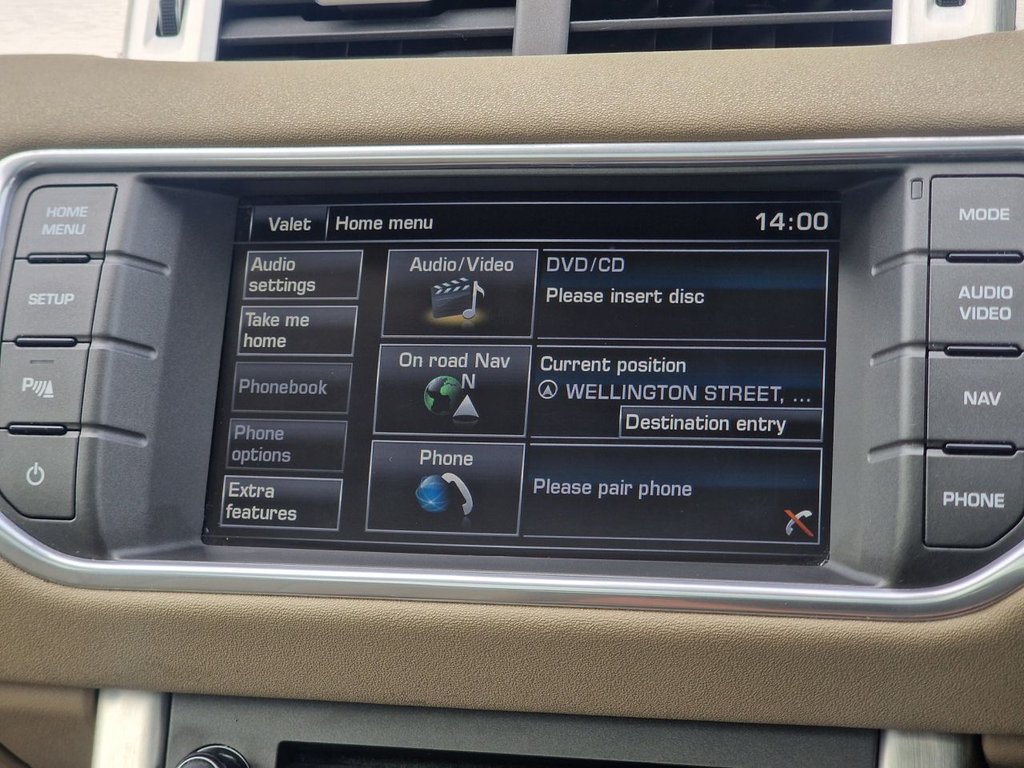 HOME
MENU
SETUP
P
Valet
Home menu
14:00
Audio
settings
Take me
home
Phonebook
Phone
options
Extra
features
Audio/Video
DVD/CD
Please insert disc
On road Nav
N
Current position
WELLINGTON STREET, ...
Destination entry
Phone
Please pair phone
MODE
AUDIO
VIDEO
NAV
PHONE